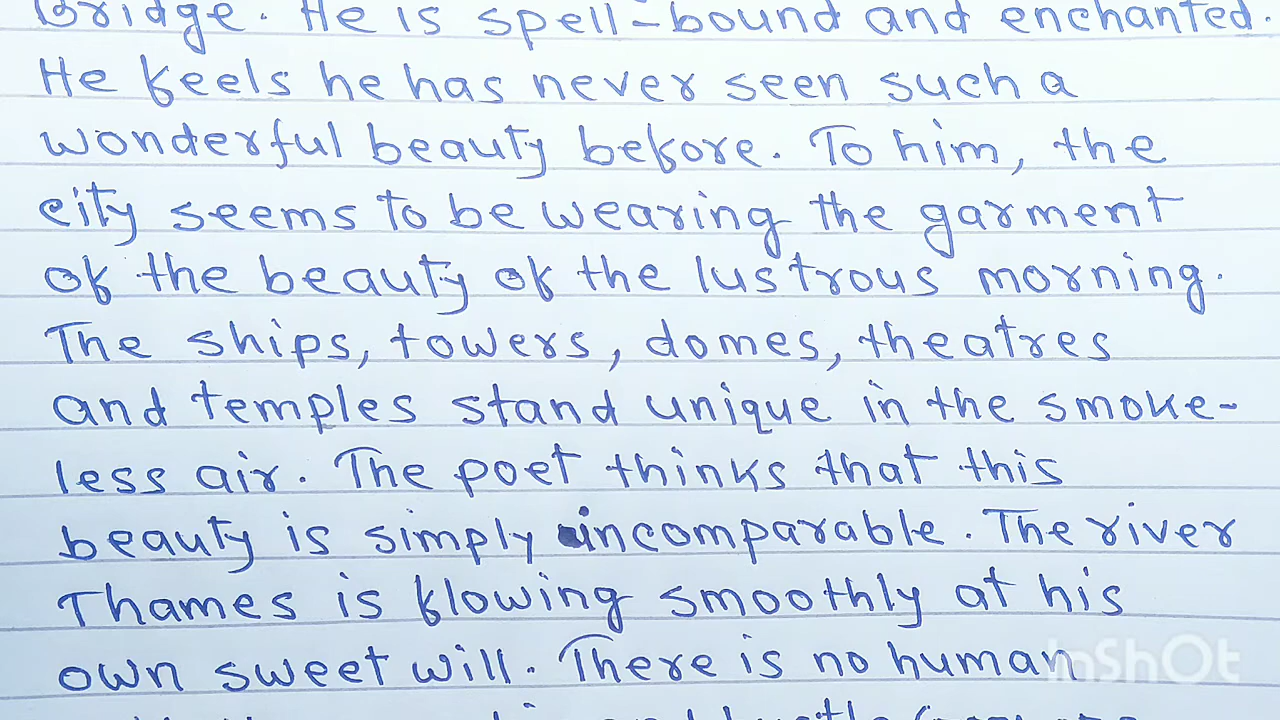 Bridge. He is spell-bound and enchanted.
He feels he has never seen such a
wonderful beauty before. To him, the
city seems to be wearing the garment
of the beauty of the lustrous morning.
The ships, towers, domes, theatres
and temples stand unique in the smoke-
less air. The poet thinks that this
beauty is simply incomparable. The river
Thames is flowing smoothly at his
own sweet will. There is no human
InShOt